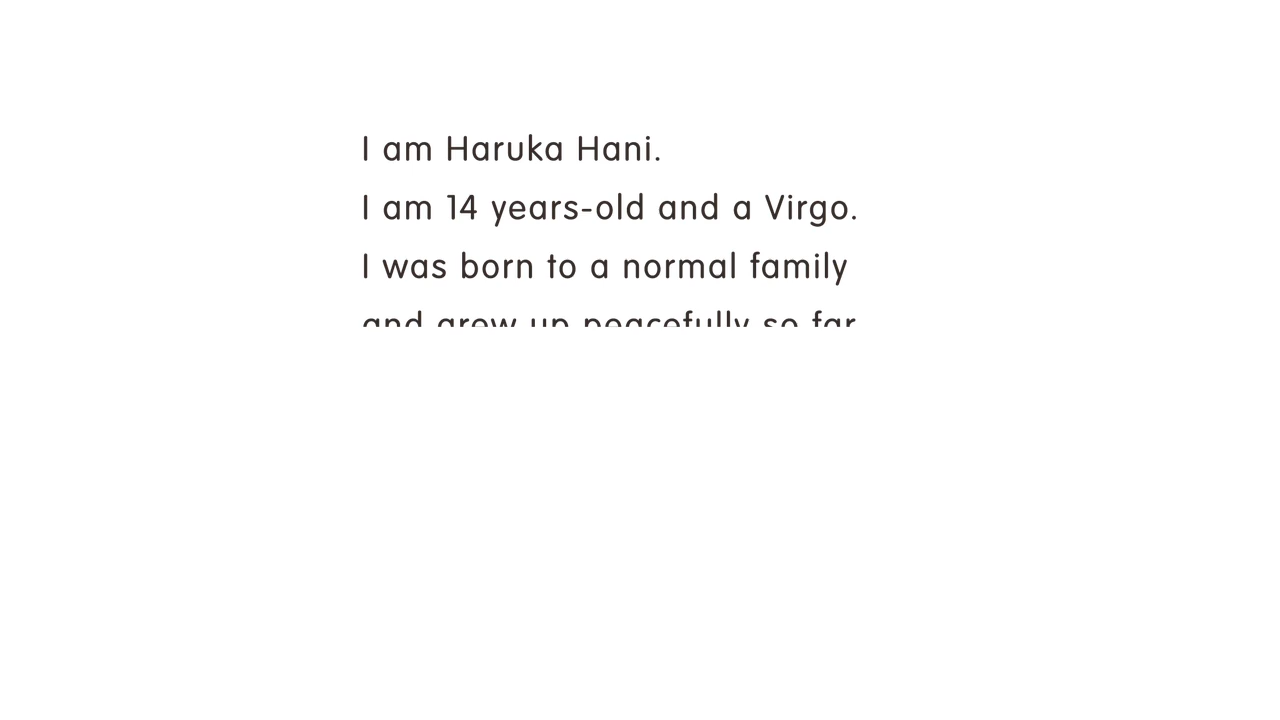 I am Haruka Hani.
I am 14 years-old and a Virgo.
I was born to a normal family
and grew up peacefully so far